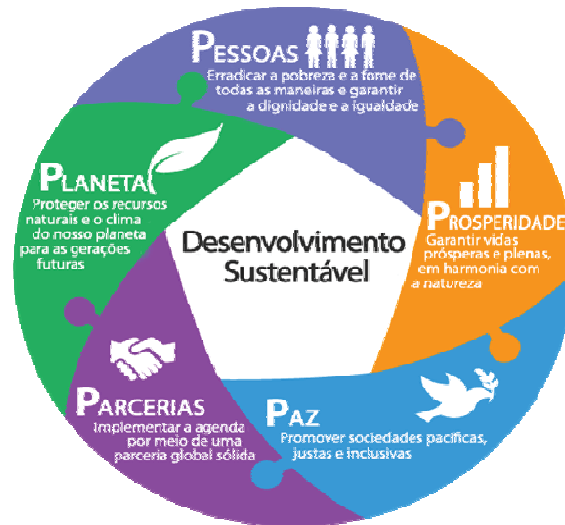 PESSOAS
Erradicar a pobreza e a fome de
todas as maneiras e garantir
a dignidade e a igualdade
PROSPERIDADE
Garantir vidas
prósperas e plenas,
em harmonia com
a natureza
PAZ
Promover sociedades pacíficas,
justas e inclusivas
PARCERIAS
Implementar a agenda
por meio de uma
parceria global sólida
PLANETA
Proteger os recursos
naturais e o clima
do nosso planeta
para as gerações
futuras
Desenvolvimento
Sustentável